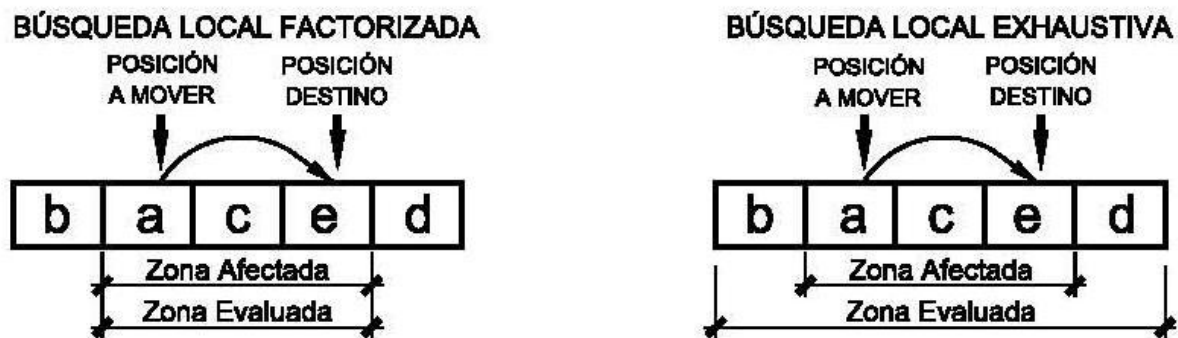 BÚSQUEDA LOCAL FACTORIZADA
POSICIÓN A MOVER
POSICIÓN DESTINO
b a c e d
Zona Afectada
Zona Evaluada
BÚSQUEDA LOCAL EXHAUSTIVA
POSICIÓN A MOVER
POSICIÓN DESTINO
b a c e d
Zona Afectada
Zona Evaluada